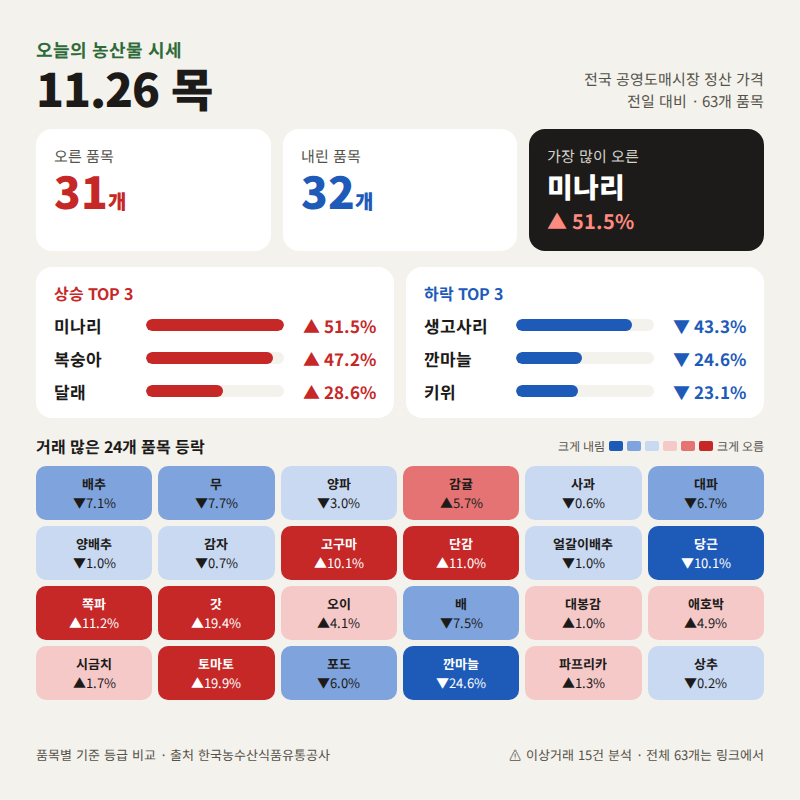 오늘의 농산물 시세
11.26 목
전국 공영도매시장 정산 가격
전일 대비 · 63개 품목
오른 품목
31개
내린 품목
32개
가장 많이 오른
미나리
▲ 51.5%
상승 TOP 3
미나리 ▲ 51.5%
복숭아 ▲ 47.2%
달래 ▲ 28.6%
하락 TOP 3
생고사리 ▼ 43.3%
깐마늘 ▼ 24.6%
키위 ▼ 23.1%
거래 많은 24개 품목 등락
크게 내림 크게 오름
배추 무 양파 감귤 사과 대파
▼7.1% ▼7.7% ▼3.0% ▲5.7% ▼0.6% ▼6.7%
양배추 감자 고구마 단감 얼갈이배추 당근
▼1.0% ▼0.7% ▲10.1% ▲11.0% ▼1.0% ▼10.1%
쪽파 갓 오이 배 대봉감 애호박
▲11.2% ▲19.4% ▲4.1% ▼7.5% ▲1.0% ▲4.9%
시금치 토마토 포도 깐마늘 파프리카 상추
▲1.7% ▲19.9% ▼6.0% ▼24.6% ▲1.3% ▼0.2%
품목별 기준 등급 비교 · 출처 한국농수산식품유통공사
⚠ 이상거래 15건 분석 · 전체 63개는 링크에서